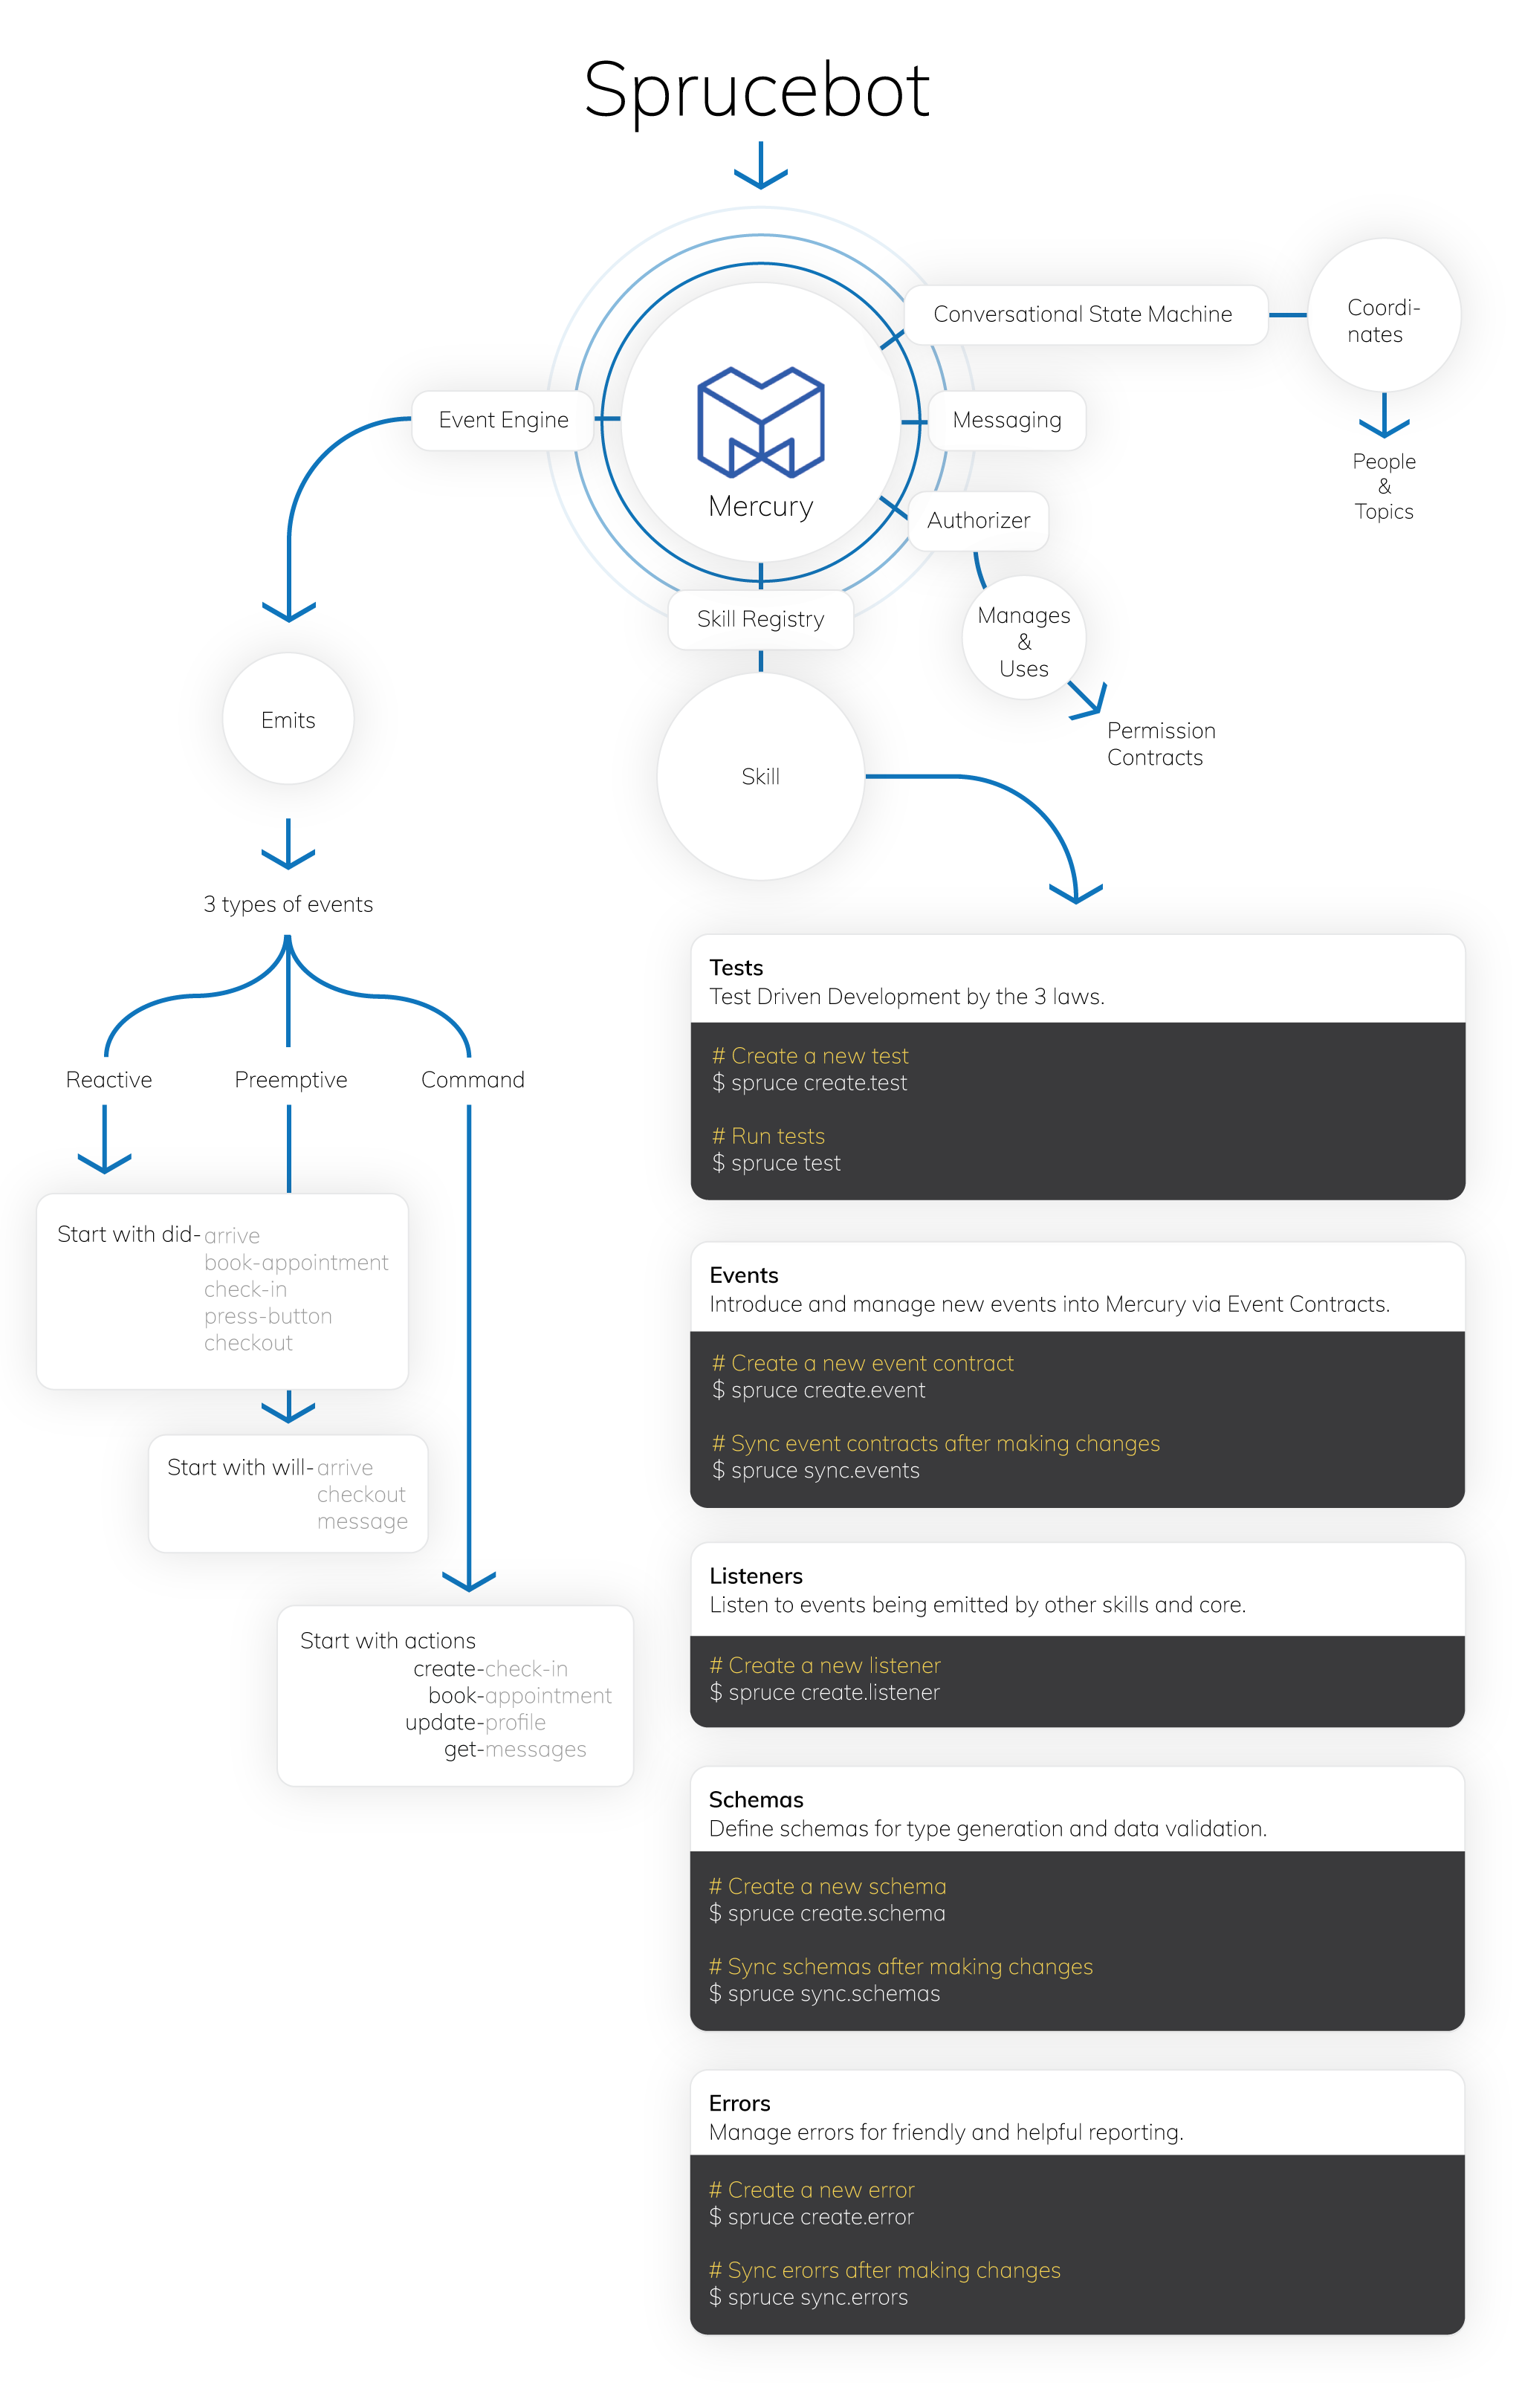 Sprucebot
Mercury
Event Engine
Conversational State Machine
Coordi-
nates
People
&
Topics
Messaging
Authorizer
Manages
&
Uses
Permission
Contracts
Skill Registry
Skill
Emits
3 types of events
Reactive
Preemptive
Command
Start with did-arrive
book-appointment
check-in
press-button
checkout
Start with will-arrive
checkout
message
Start with actions
create-check-in
book-appointment
update-profile
get-messages
Tests
Test Driven Development by the 3 laws.
# Create a new test
$ spruce create.test
# Run tests
$ spruce test
Events
Introduce and manage new events into Mercury via Event Contracts.
# Create a new event contract
$ spruce create.event
# Sync event contracts after making changes
$ spruce sync.events
Listeners
Listen to events being emitted by other skills and core.
# Create a new listener
$ spruce create.listener
Schemas
Define schemas for type generation and data validation.
# Create a new schema
$ spruce create.schema
# Sync schemas after making changes
$ spruce sync.schemas
Errors
Manage errors for friendly and helpful reporting.
# Create a new error
$ spruce create.error
# Sync erorrs after making changes
$ spruce sync.errors